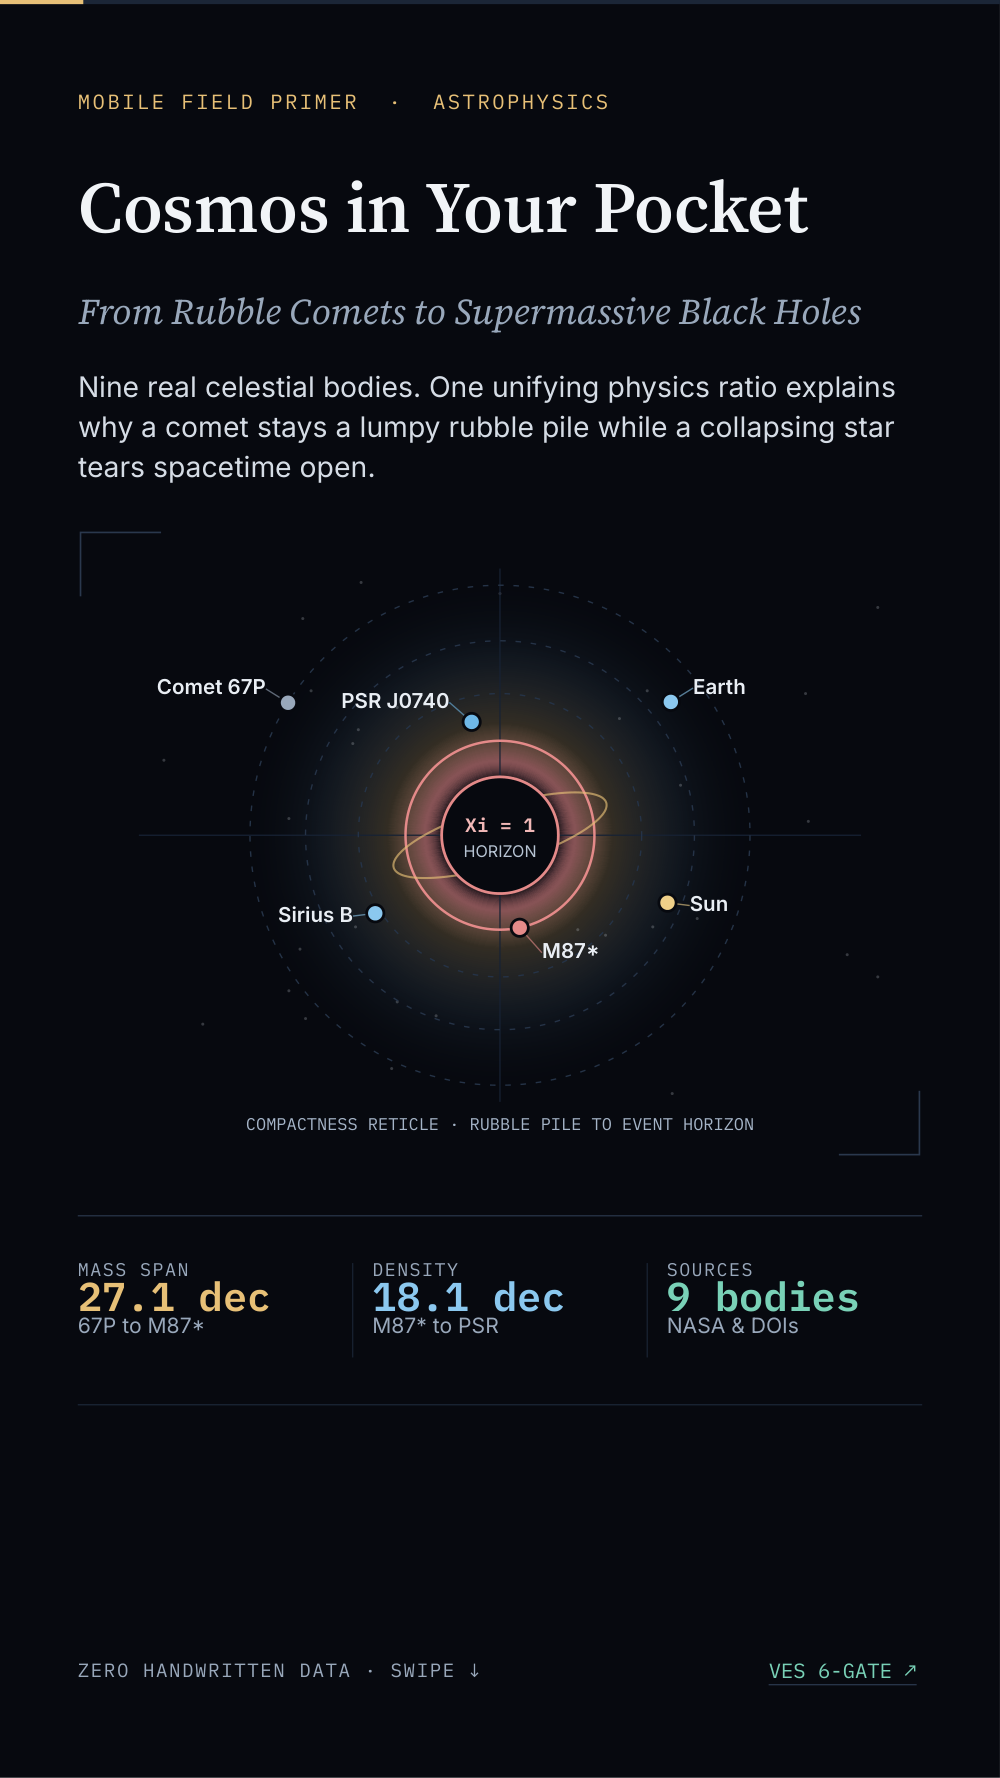 MOBILE FIELD PRIMER · ASTROPHYSICS
Cosmos in Your Pocket
From Rubble Comets to Supermassive Black Holes
Nine real celestial bodies. One unifying physics ratio explains
why a comet stays a lumpy rubble pile while a collapsing star
tears spacetime open.
Comet 67P
PSR J0740
Earth
Xi = 1
HORIZON
Sirius B
Sun
M87*
COMPACTNESS RETICLE · RUBBLE PILE TO EVENT HORIZON
MASS SPAN
27.1 dec
67P to M87*
DENSITY
18.1 dec
M87* to PSR
SOURCES
9 bodies
NASA & DOIs
ZERO HANDWRITTEN DATA · SWIPE ↓
VES 6-GATE ↗